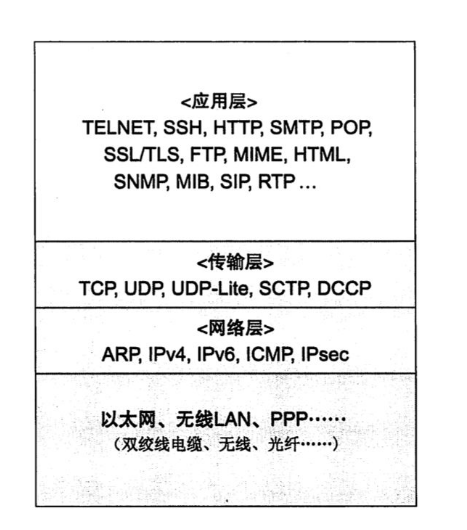 <应用层>
TELNET, SSH, HTTP, SMTP, POP,
SSL/TLS, FTP, MIME, HTML,
SNMP, MIB, SIP, RTP …
<传输层>
TCP, UDP, UDP-Lite, SCTP, DCCP
<网络层>
ARP, IPv4, IPv6, ICMP, IPsec
以太网、无线LAN、PPP……
（双绞线电缆、无线、光纤……）